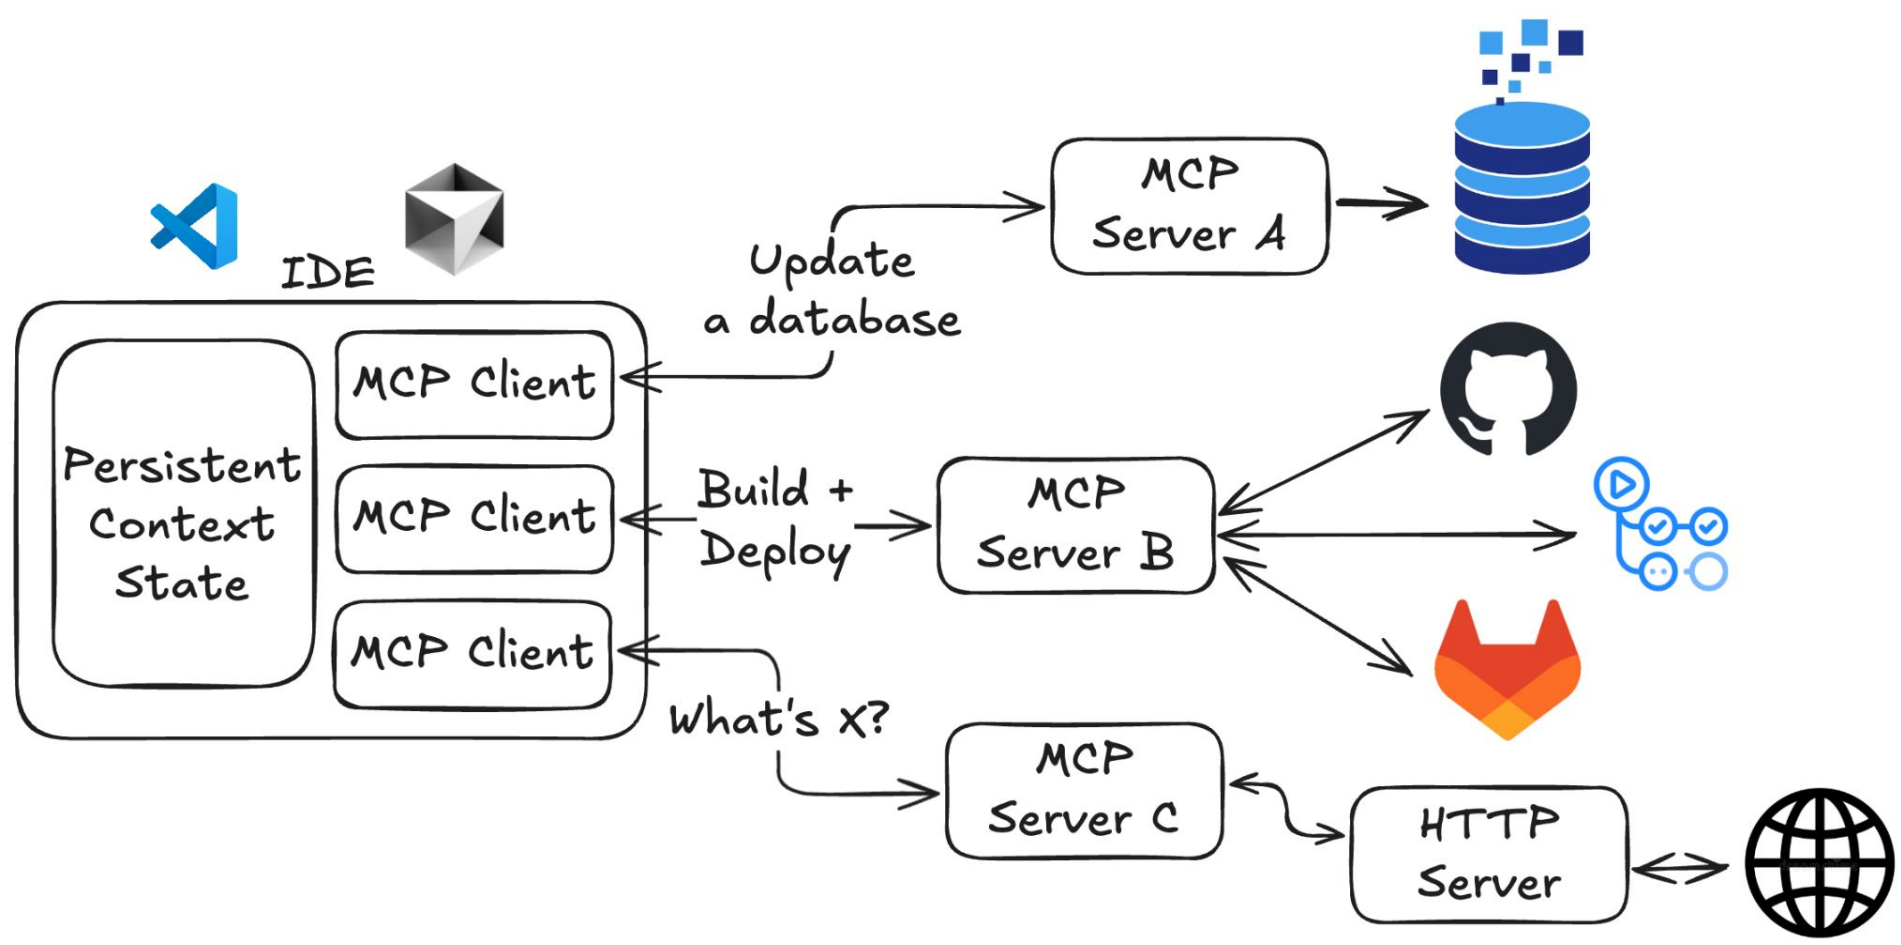 IDE
Persistent
Context
State
MCP Client
MCP Client
MCP Client
Update
a database
Build +
Deploy
What's x?
MCP
Server A
MCP
Server B
MCP
Server C
HTTP
Server